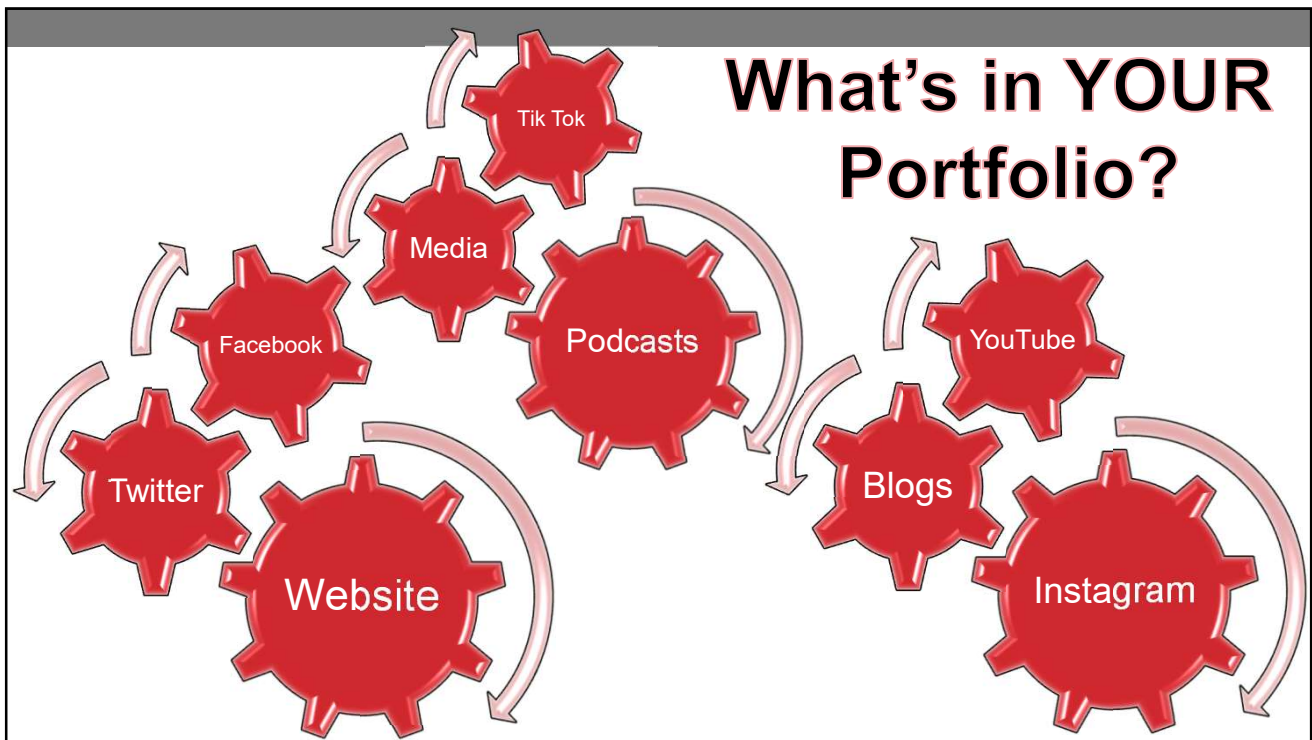 What's in YOUR
Portfolio?
Tik Tok
Media
Podcasts
Facebook
Twitter
Website
YouTube
Blogs
Instagram